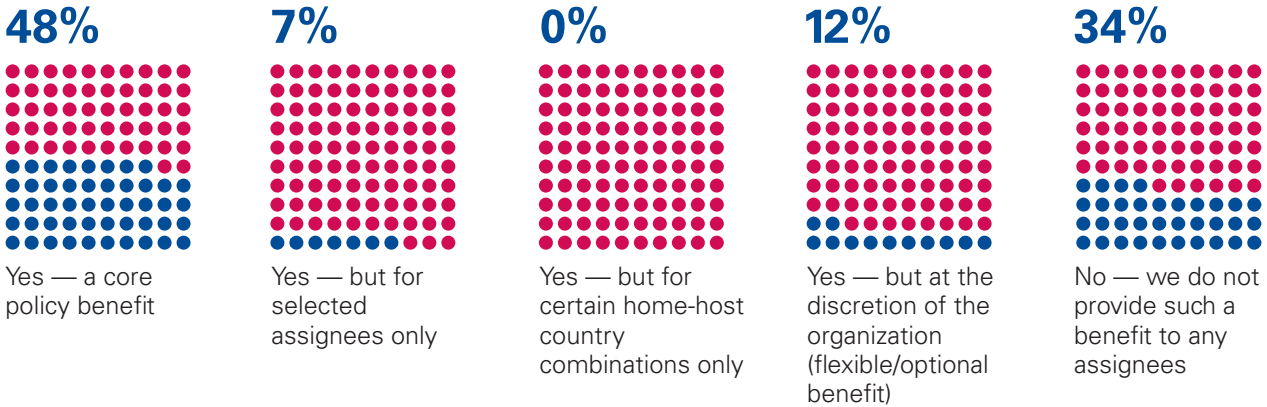 48%
Yes — a core
policy benefit
7%
Yes — but for
selected
assignees only
0%
Yes — but for
certain home-host
country
combinations only
12%
Yes — but at the
discretion of the
organization
(flexible/optional
benefit)
34%
No — we do not
provide such a
benefit to any
assignees